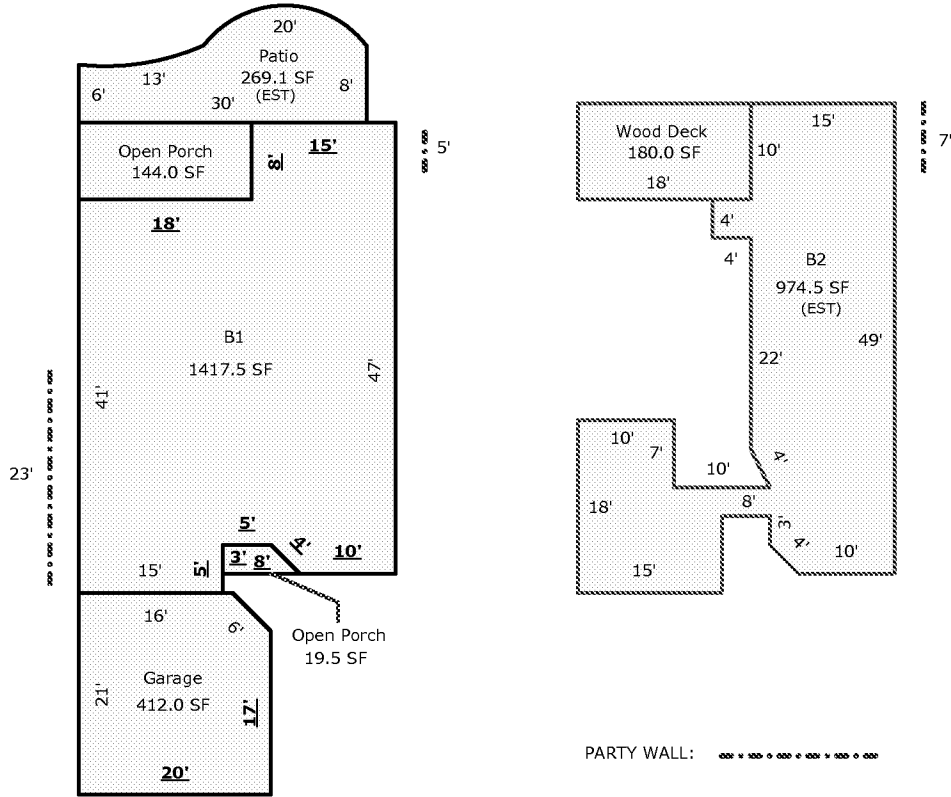 20'
Patio
13'
269.1 SF
6'
(EST)
8'
30'
Open Porch
144.0 SF
8'
15'
5'
18'
B1
1417.5 SF
41'
47'
23'
5'
3'
8'
4'
10'
15'
5'
16'
6'
Open Porch
19.5 SF
Garage
412.0 SF
21'
17'
20'
Wood Deck
180.0 SF
18'
15'
10'
7'
4'
4'
B2
974.5 SF
(EST)
49'
22'
10'
7'
10'
4'
18'
8'
3'
4'
10'
15'
PARTY WALL: